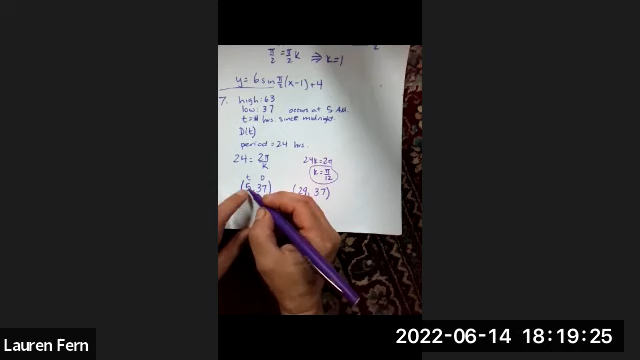 π/2 = π/2 k ⇒ k=1
2
y = 6 sin π/2 (x-1) + 4
7. high: 63
low: 37 occurs at 5 AM.
t = # hrs. since midnight.
D(t)
period = 24 hrs.
24 = 2π/k 24k = 2π
k = π/12
t D
(5, 37) (29, 37)
Lauren Fern
2022-06-14 18:19:25